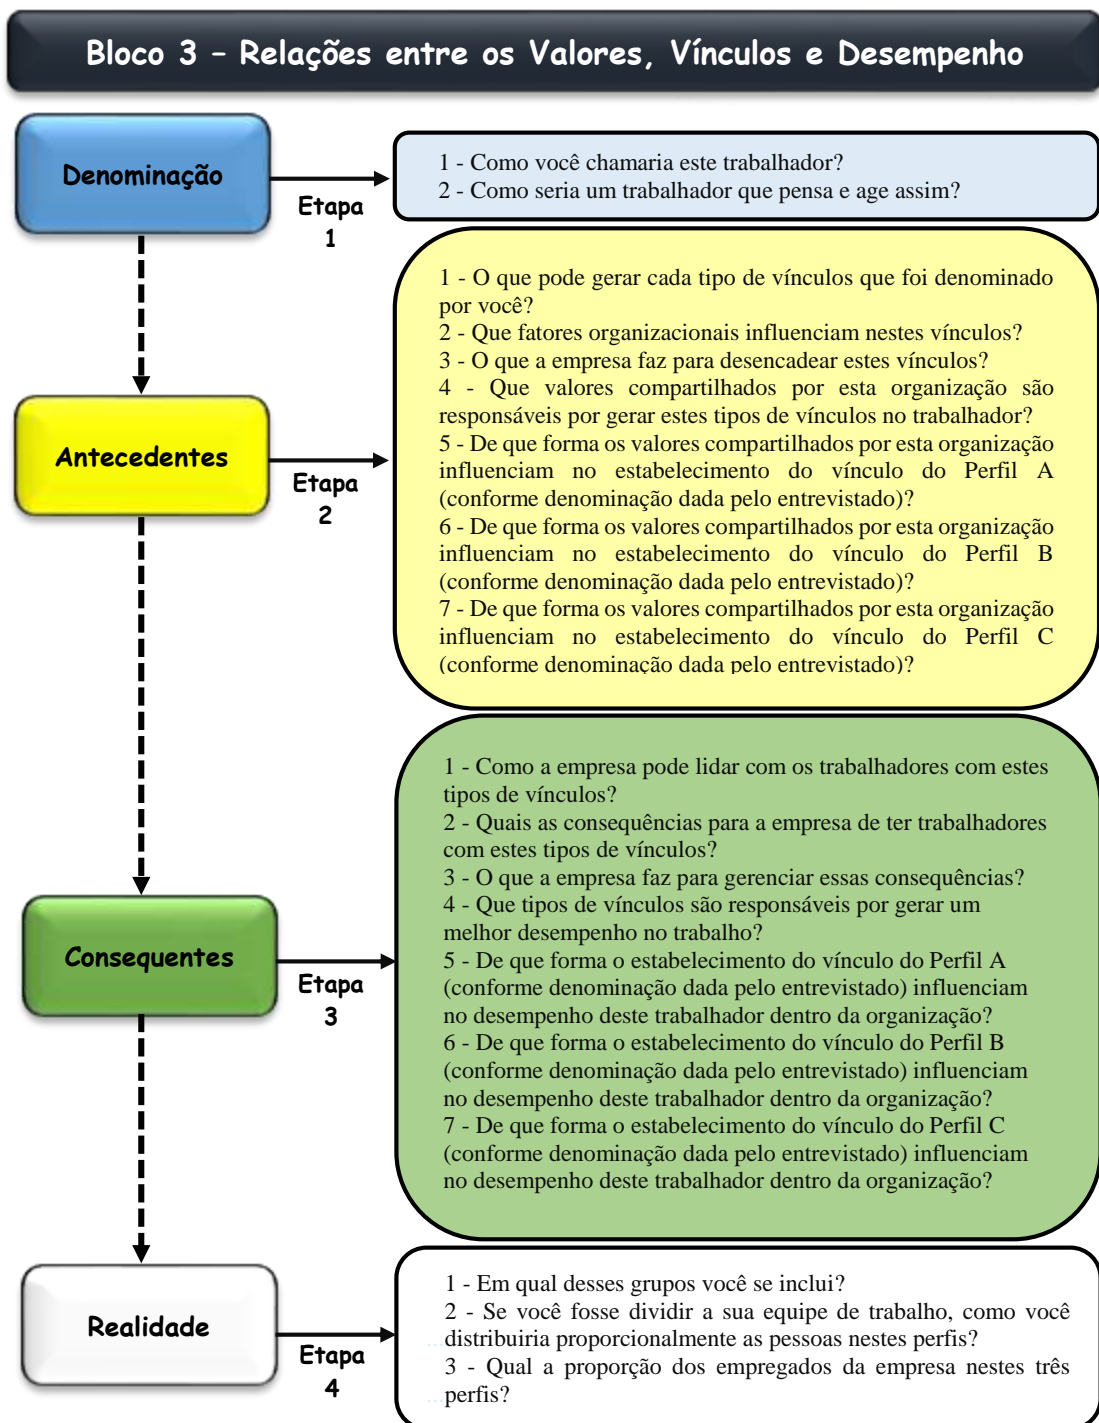 Bloco 3 – Relações entre os Valores, Vínculos e Desempenho
Denominação
Etapa
1
1 - Como você chamaria este trabalhador?
2 - Como seria um trabalhador que pensa e age assim?
Antecedentes
Etapa
2
1 - O que pode gerar cada tipo de vínculos que foi denominado
por você?
2 - Que fatores organizacionais influenciam nestes vínculos?
3 - O que a empresa faz para desencadear estes vínculos?
4 - Que valores compartilhados por esta organização são
responsáveis por gerar estes tipos de vínculos no trabalhador?
5 - De que forma os valores compartilhados por esta organização
influenciam no estabelecimento do vínculo do Perfil A
(conforme denominação dada pelo entrevistado)?
6 - De que forma os valores compartilhados por esta organização
influenciam no estabelecimento do vínculo do Perfil B
(conforme denominação dada pelo entrevistado)?
7 - De que forma os valores compartilhados por esta organização
influenciam no estabelecimento do vínculo do Perfil C
(conforme denominação dada pelo entrevistado)?
Consequentes
Etapa
3
1 - Como a empresa pode lidar com os trabalhadores com estes
tipos de vínculos?
2 - Quais as consequências para a empresa de ter trabalhadores
com estes tipos de vínculos?
3 - O que a empresa faz para gerenciar essas consequências?
4 - Que tipos de vínculos são responsáveis por gerar um
melhor desempenho no trabalho?
5 - De que forma o estabelecimento do vínculo do Perfil A
(conforme denominação dada pelo entrevistado) influenciam
no desempenho deste trabalhador dentro da organização?
6 - De que forma o estabelecimento do vínculo do Perfil B
(conforme denominação dada pelo entrevistado) influenciam
no desempenho deste trabalhador dentro da organização?
7 - De que forma o estabelecimento do vínculo do Perfil C
(conforme denominação dada pelo entrevistado) influenciam
no desempenho deste trabalhador dentro da organização?
Realidade
Etapa
4
1 - Em qual desses grupos você se inclui?
2 - Se você fosse dividir a sua equipe de trabalho, como você
...distribuiria proporcionalmente as pessoas nestes perfis?
3 - Qual a proporção dos empregados da empresa nestes três
...perfis?